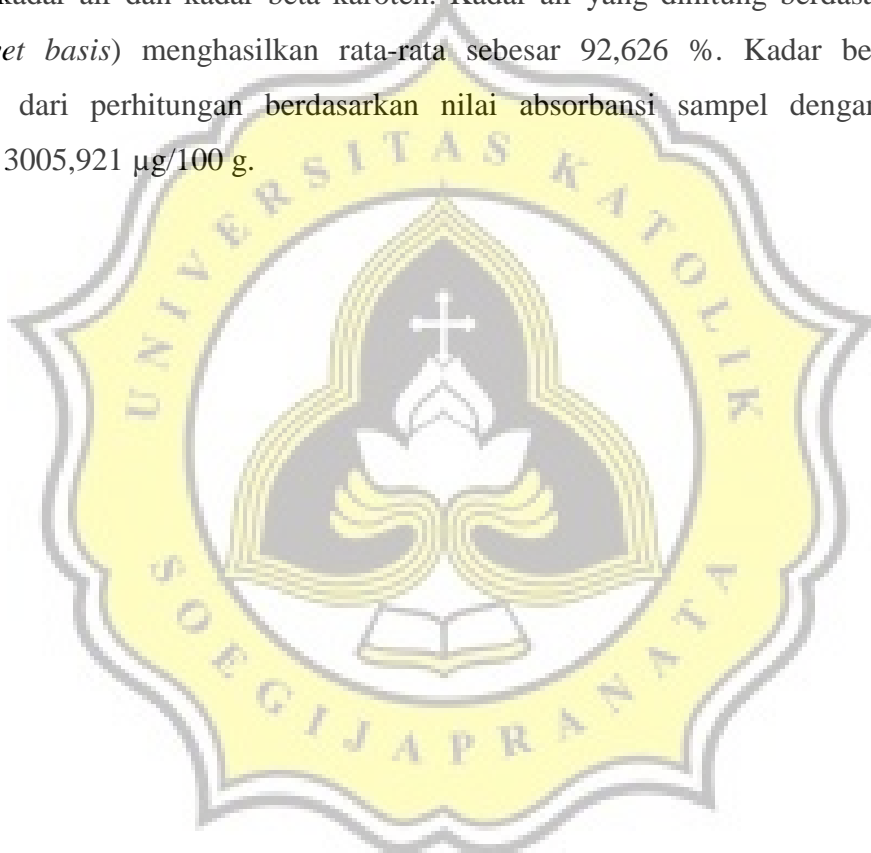 kadar air dan kadar beta karoten. Kadar air yang dihitung berdasa
et basis) menghasilkan rata-rata sebesar 92,626 %. Kadar be
dari perhitungan berdasarkan nilai absorbansi sampel dengan
3005,921 µg/100 g.
UNIVERSITAS KATOLIK
SOEGIJAPRANATA